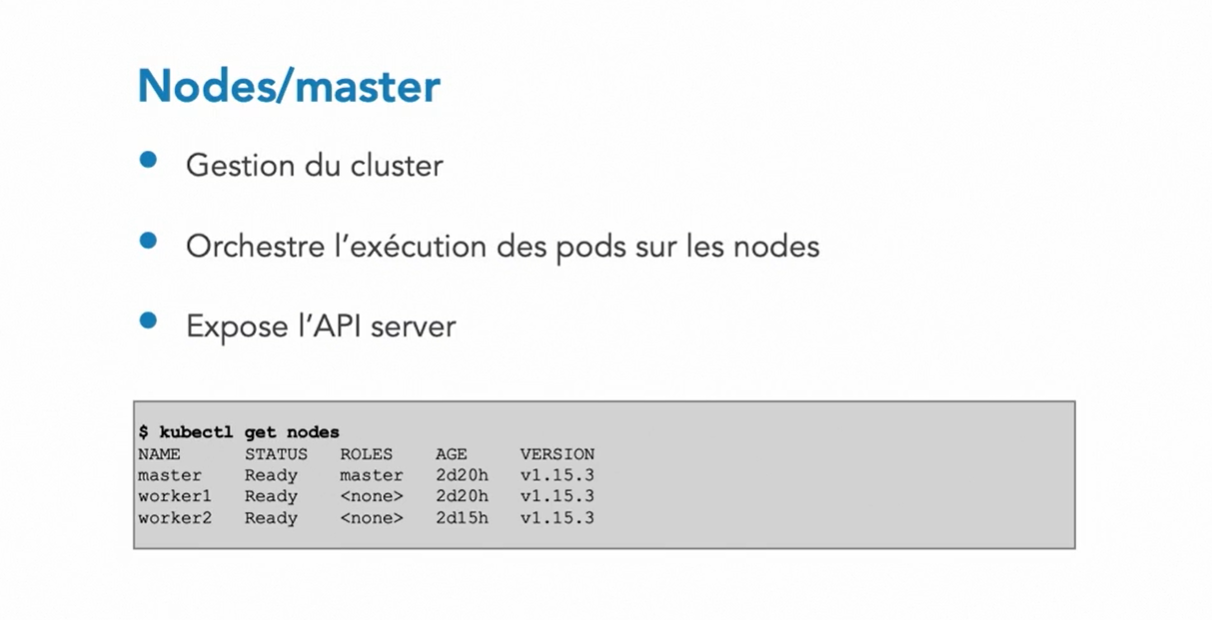 Nodes/master
Gestion du cluster
Orchestre l'exécution des pods sur les nodes
Expose l'API server
$ kubectl get nodes
NAME STATUS ROLES AGE VERSION
master Ready master 2d20h v1.15.3
worker1 Ready <none> 2d20h v1.15.3
worker2 Ready <none> 2d15h v1.15.3